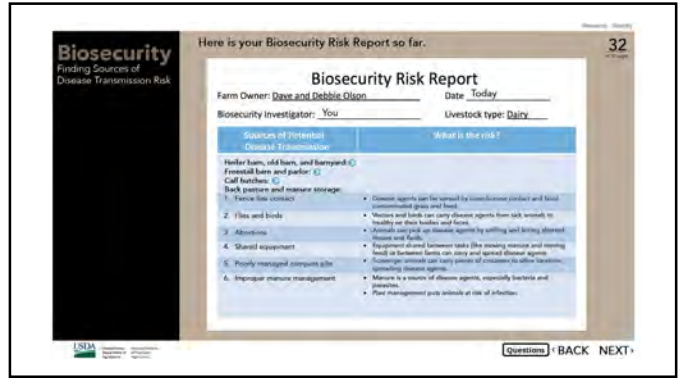 Biosecurity
Finding Sources of
Disease Transmission Risk
Here is your Biosecurity Risk Report so far.
32
Biosecurity Risk Report
Farm Owner: Dave and Debbie Olson
Date Today
Biosecurity Investigator: You
Livestock type: Dairy
Sources of Potential
Disease Transmission
What is the risk?
Heifer barn, old barn, and barnyard:
Freestall barn and parlor:
Calf hutches:
Back pasture and manure storage:
1. Fence line contact
• Disease agents can be spread by nose-to-nose contact and
contaminated grass and feed.
2. Flies and birds
• Vectors and birds can carry disease agents from sick animals to
healthy on their bodies and feces.
3. Abortions
• Animals can pick up disease agents by sniffing and licking aborted
tissues and fluids.
4. Shared equipment
• Equipment shared between tasks (like moving manure and moving
feed) or between farms can carry and spread disease agents.
5. Poorly managed compost pile
• Scavenger animals can carry pieces of carcasses to other locations,
spreading disease agents.
6. Improper manure management
• Manure is a source of disease agents, especially bacteria and
parasites.
• Poor management puts animals at risk of infection.
USDA
Questions
‹ BACK NEXT ›